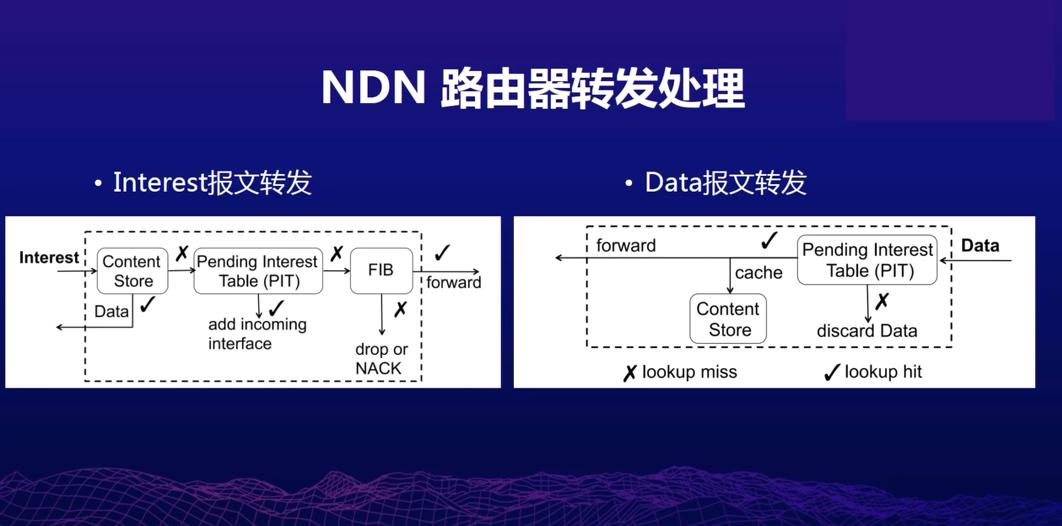 NDN 路由器转发处理
• Interest报文转发
Interest
Content
Store
✗
Pending Interest
Table (PIT)
✗
FIB
✓
forward
Data
✓
✓
add incoming
interface
✗
drop or
NACK
• Data报文转发
forward
✓
Pending Interest
Table (PIT)
Data
cache
Content
Store
✗
discard Data
✗ lookup miss
✓ lookup hit